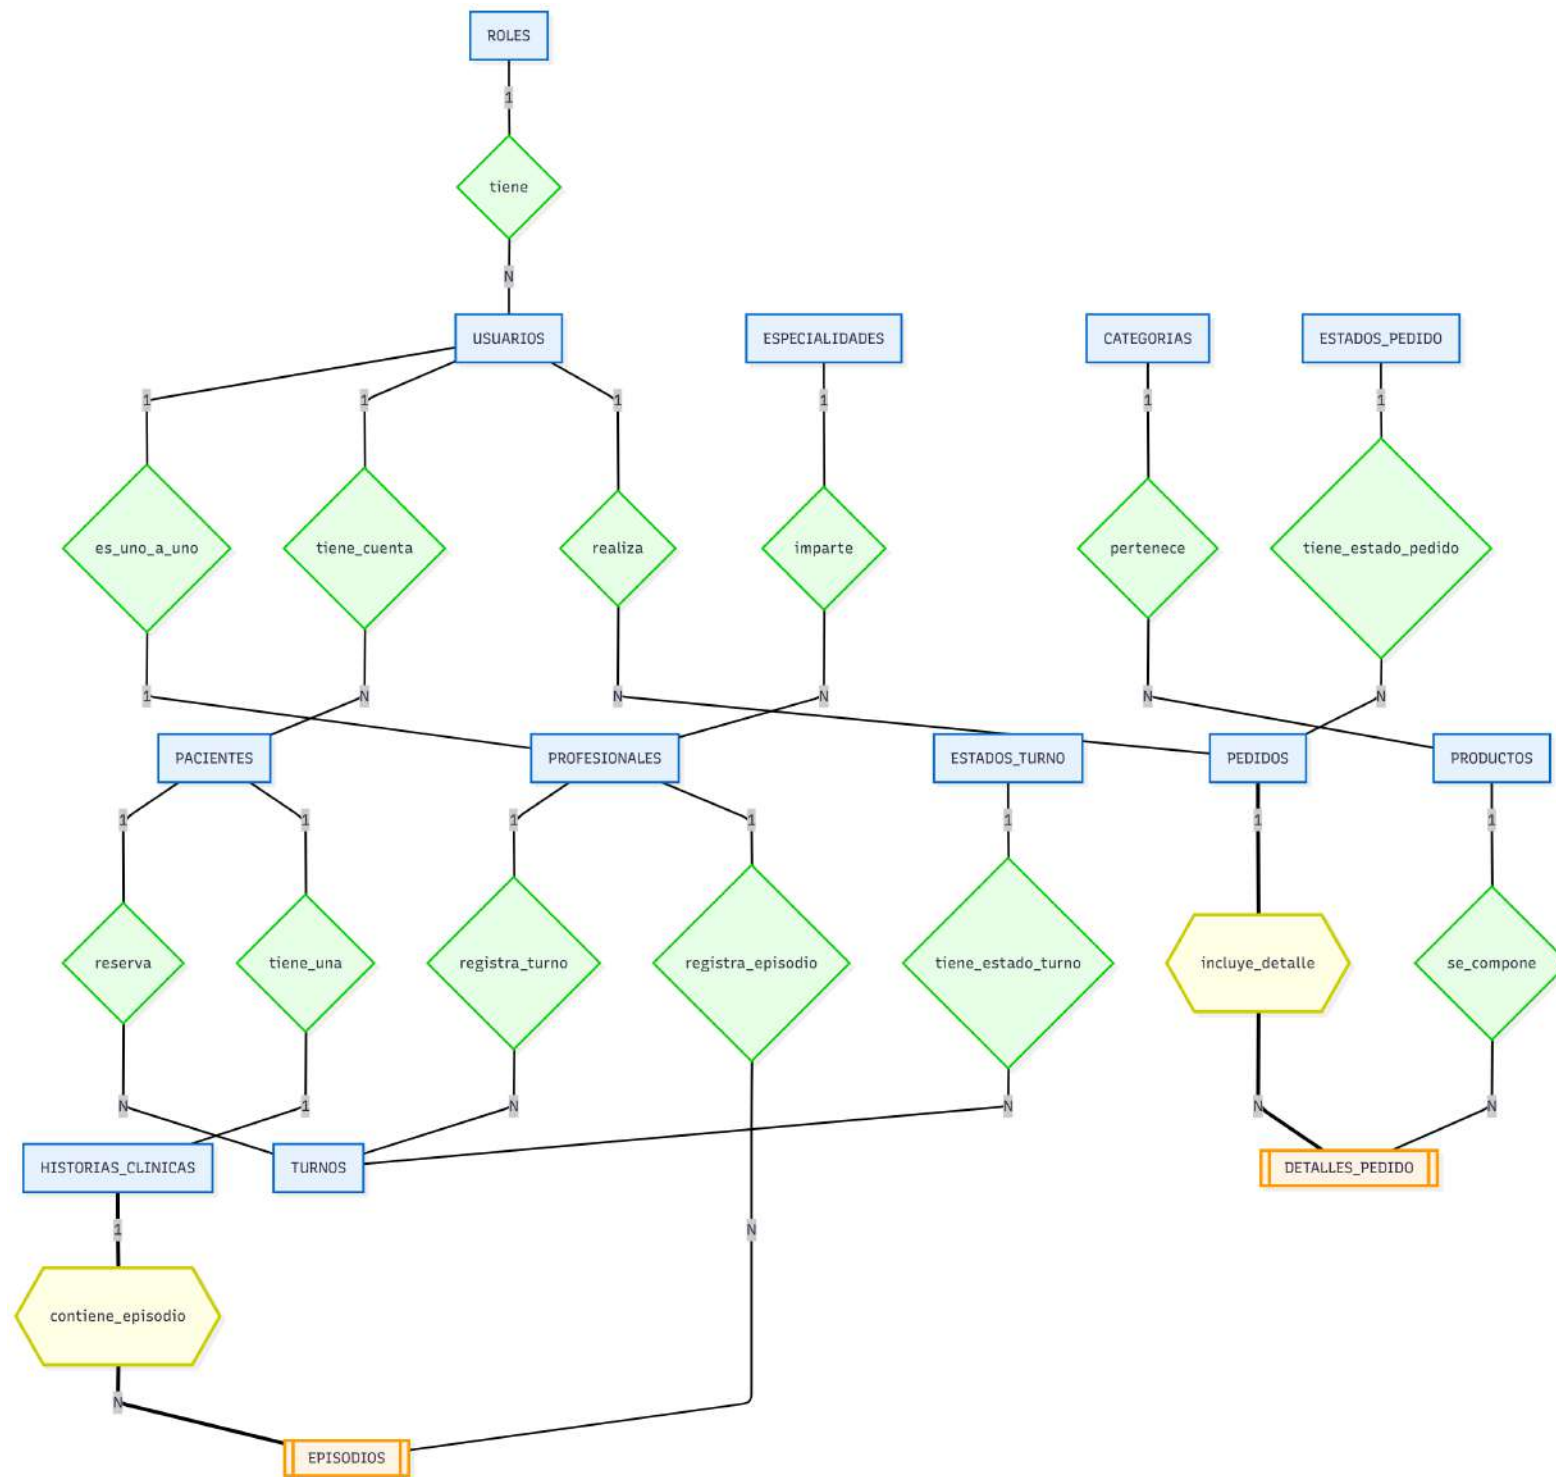 ROLES
1
tiene
N
USUARIOS
ESPECIALIDADES
CATEGORIAS
ESTADOS_PEDIDO
1
1
1
1
1
1
es_uno_a_uno
tiene_cuenta
realiza
imparte
pertenece
tiene_estado_pedido
1
N
N
N
N
N
PACIENTES
PROFESIONALES
ESTADOS_TURNO
PEDIDOS
PRODUCTOS
1
1
1
1
1
1
1
reserva
tiene_una
registra_turno
registra_episodio
tiene_estado_turno
incluye_detalle
se_compone
N
1
N
N
N
N
HISTORIAS_CLINICAS
TURNOS
DETALLES_PEDIDO
1
N
contiene_episodio
N
EPISODIOS